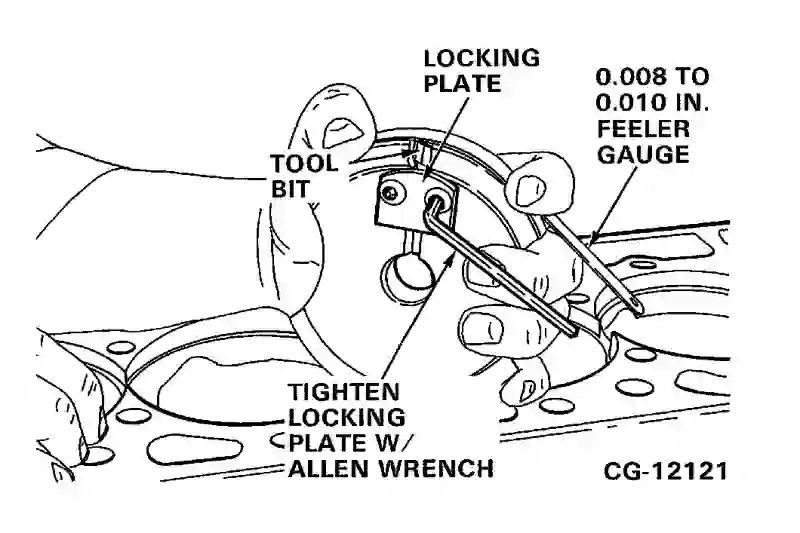 LOCKING
PLATE
0.008 TO
0.010 IN.
FEELER
GAUGE
TOOL
BIT
TIGHTEN
LOCKING
PLATE W/
ALLEN WRENCH
CG-12121